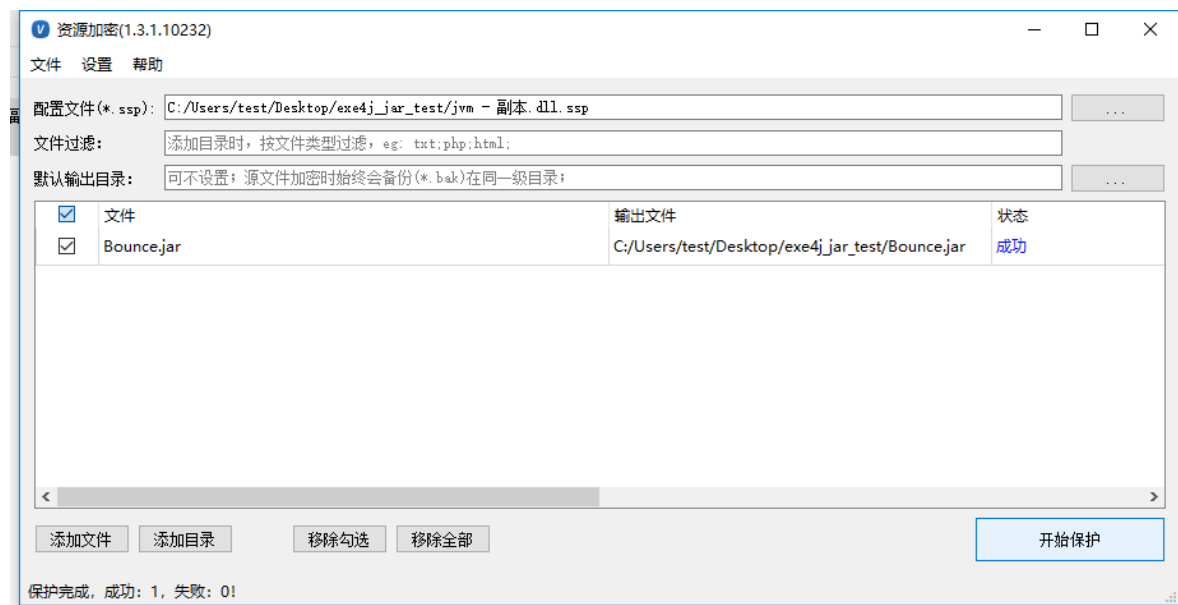 资源加密(1.3.1.10232)
文件 设置 帮助
配置文件(*.ssp): C:/Users/test/Desktop/exe4j_jar_test/jvm - 副本.dll.ssp ...
文件过滤: 添加目录时，按文件类型过滤，eg: txt;php;html;
默认输出目录: 可不设置；源文件加密时始终会备份(*.bak)在同一级目录； ...
文件 输出文件 状态
Bounce.jar C:/Users/test/Desktop/exe4j_jar_test/Bounce.jar 成功
添加文件 添加目录 移除勾选 移除全部 开始保护
保护完成, 成功: 1, 失败: 0!